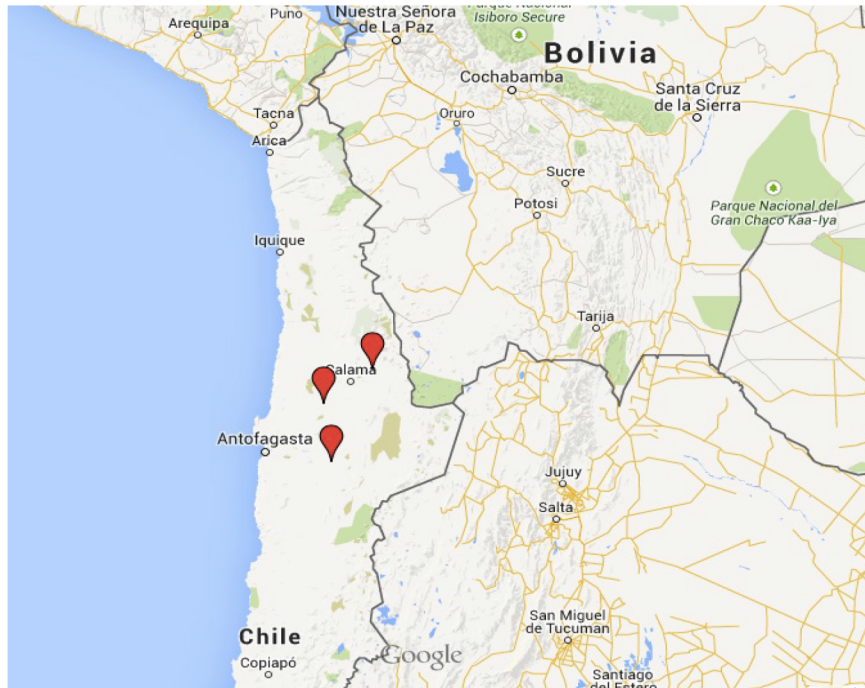 Parque Nacional
Isiboro Secure
Puno
Arequipa
Nuestra Señora
de La Paz
Bolivia
Cochabamba
Santa Cruz
de la Sierra
Tacna
Oruro
Arica
Sucre
Parque Nacional del
Gran Chaco Kaa-Iya
Potosi
Iquique
Tarija
Calama
Antofagasta
Jujuy
Salta
San Miguel
de Tucuman
Chile
Google
Copiapó
Santiago
del Estero